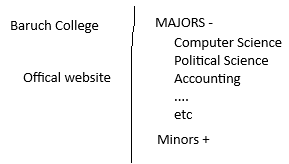 Baruch College
Offical website
MAJORS -
Computer Science
Political Science
Accounting
....
etc
Minors +